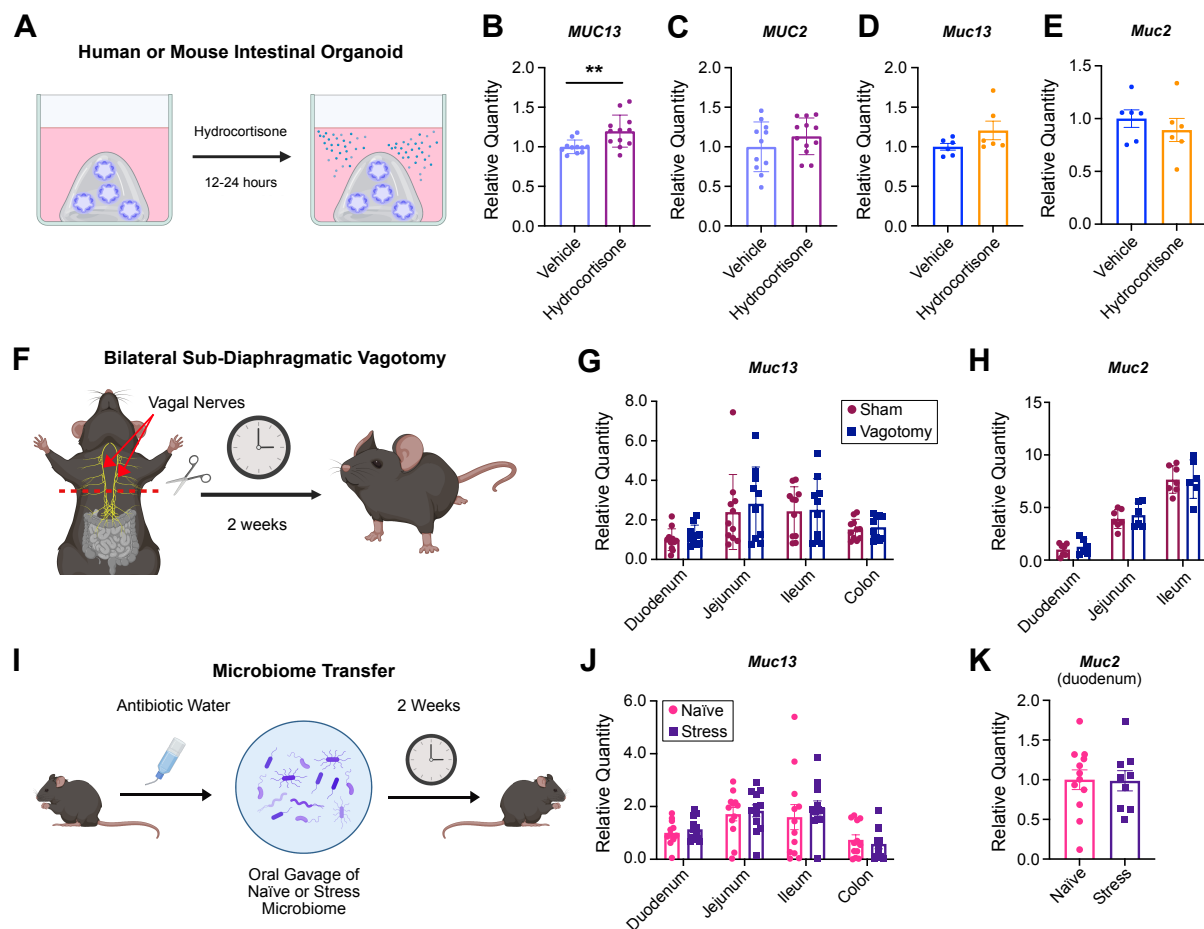 A
Human or Mouse Intestinal Organoid
Hydrocortisone
12-24 hours
B
MUC13
Relative Quantity
2.0
1.5
1.0
0.5
0.0
**
Vehicle
Hydrocortisone
C
MUC2
Relative Quantity
2.0
1.5
1.0
0.5
0.0
Vehicle
Hydrocortisone
D
Muc13
Relative Quantity
2.0
1.5
1.0
0.5
0.0
Vehicle
Hydrocortisone
E
Muc2
Relative Quantity
1.5
1.0
0.5
0.0
Vehicle
Hydrocortisone
F
Bilateral Sub-Diaphragmatic Vagotomy
Vagal Nerves
2 weeks
G
Muc13
Relative Quantity
8.0
6.0
4.0
2.0
0.0
Sham
Vagotomy
Duodenum
Jejunum
Ileum
Colon
H
Muc2
Relative Quantity
15
10
5
0
Duodenum
Jejunum
Ileum
I
Microbiome Transfer
Antibiotic Water
2 Weeks
Oral Gavage of
Naïve or Stress
Microbiome
J
Muc13
Relative Quantity
6.0
4.0
2.0
0.0
Naïve
Stress
Duodenum
Jejunum
Ileum
Colon
K
Muc2
(duodenum)
Relative Quantity
2.0
1.5
1.0
0.5
0.0
Naïve
Stress